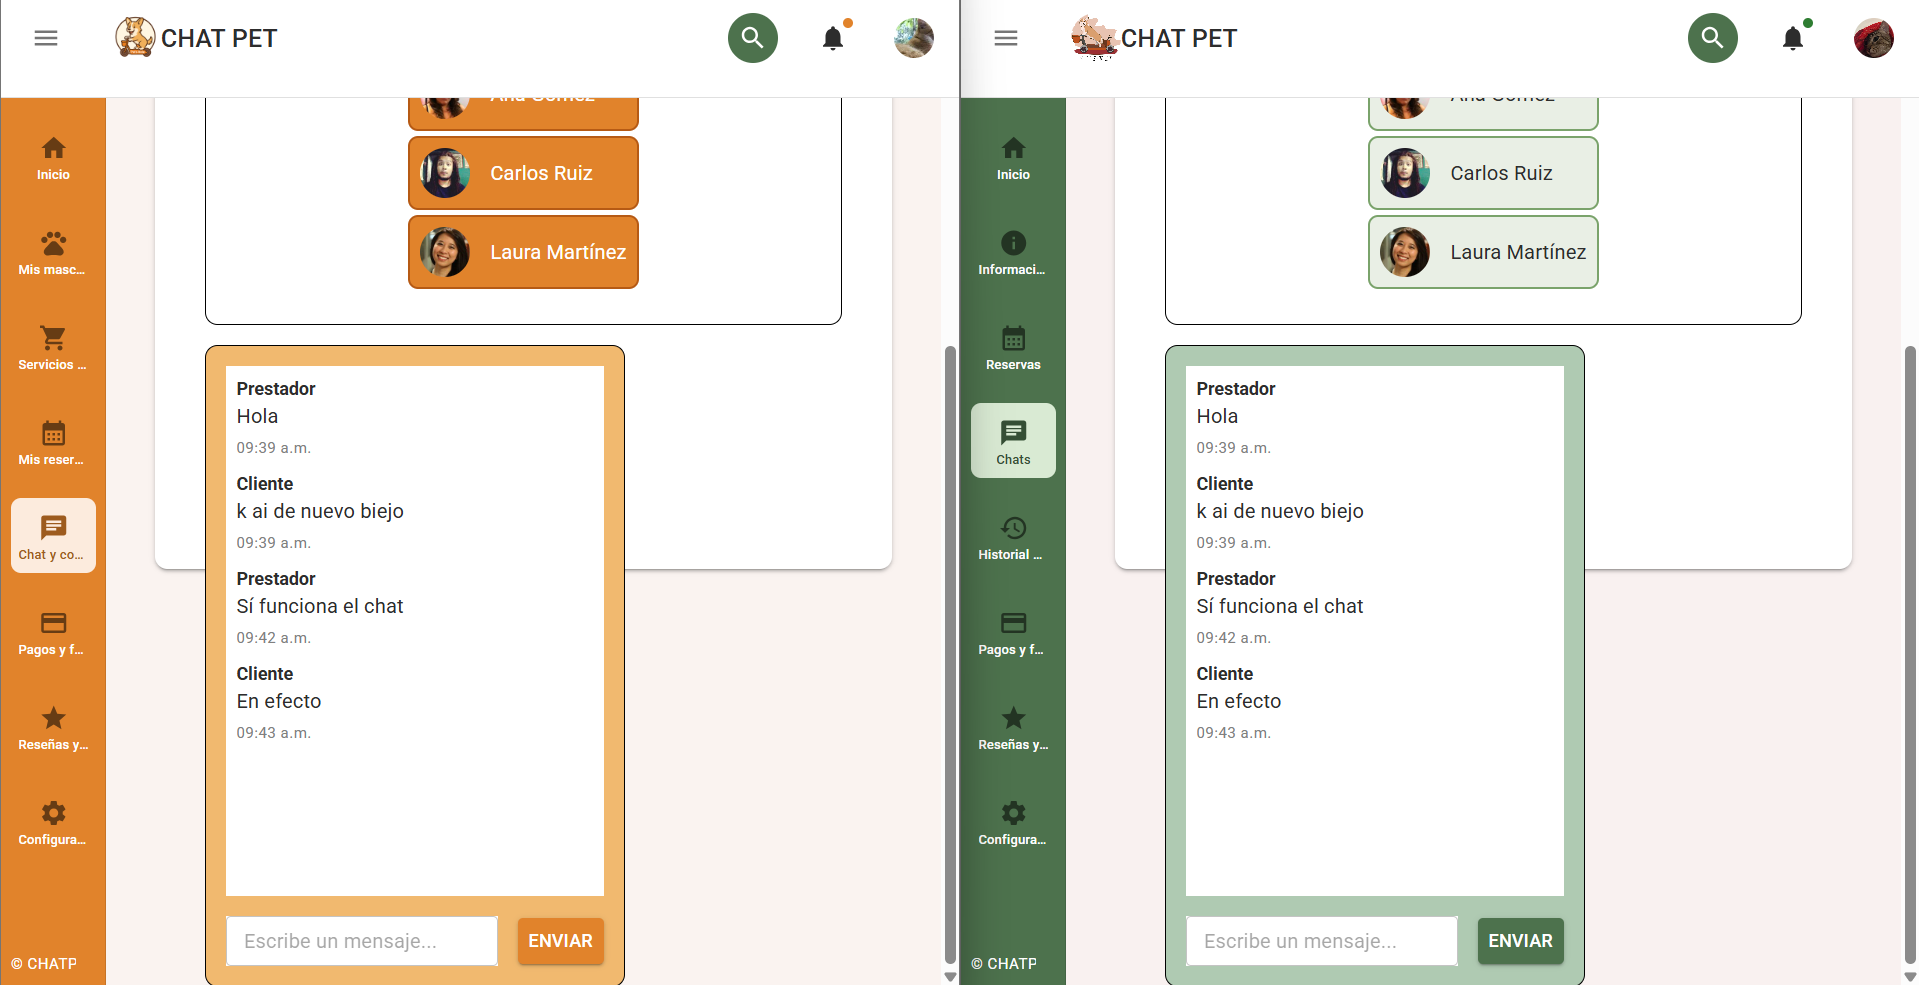 CHAT PET
Inicio
Mis masc...
Servicios ...
Mis reser...
Chat y co...
Pagos y f...
Reseñas y...
Configura...
© CHATP
Ana Gómez
Carlos Ruiz
Laura Martínez
Prestador
Hola
09:39 a.m.
Cliente
k ai de nuevo biejo
09:39 a.m.
Prestador
Sí funciona el chat
09:42 a.m.
Cliente
En efecto
09:43 a.m.
Escribe un mensaje...
ENVIAR
CHAT PET
Inicio
Informaci...
Reservas
Chats
Historial ...
Pagos y f...
Reseñas y...
Configura...
© CHATP
Ana Gómez
Carlos Ruiz
Laura Martínez
Prestador
Hola
09:39 a.m.
Cliente
k ai de nuevo biejo
09:39 a.m.
Prestador
Sí funciona el chat
09:42 a.m.
Cliente
En efecto
09:43 a.m.
Escribe un mensaje...
ENVIAR